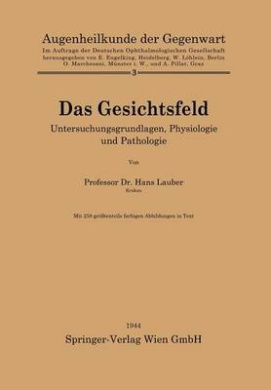 Augenheilkunde der Gegenwart
Im Auftrage der Deutschen Ophthalmologischen Gesellschaft
herausgegeben von E. Engelking, Heidelberg, W. Löhlein, Berlin
O. Marchesani, Münster i. W., und A. Pillat, Graz
3
Das Gesichtsfeld
Untersuchungsgrundlagen, Physiologie
und Pathologie
Von
Professor Dr. Hans Lauber
Krakau
Mit 258 größtenteils farbigen Abbildungen im Text
1944
Springer-Verlag Wien GmbH